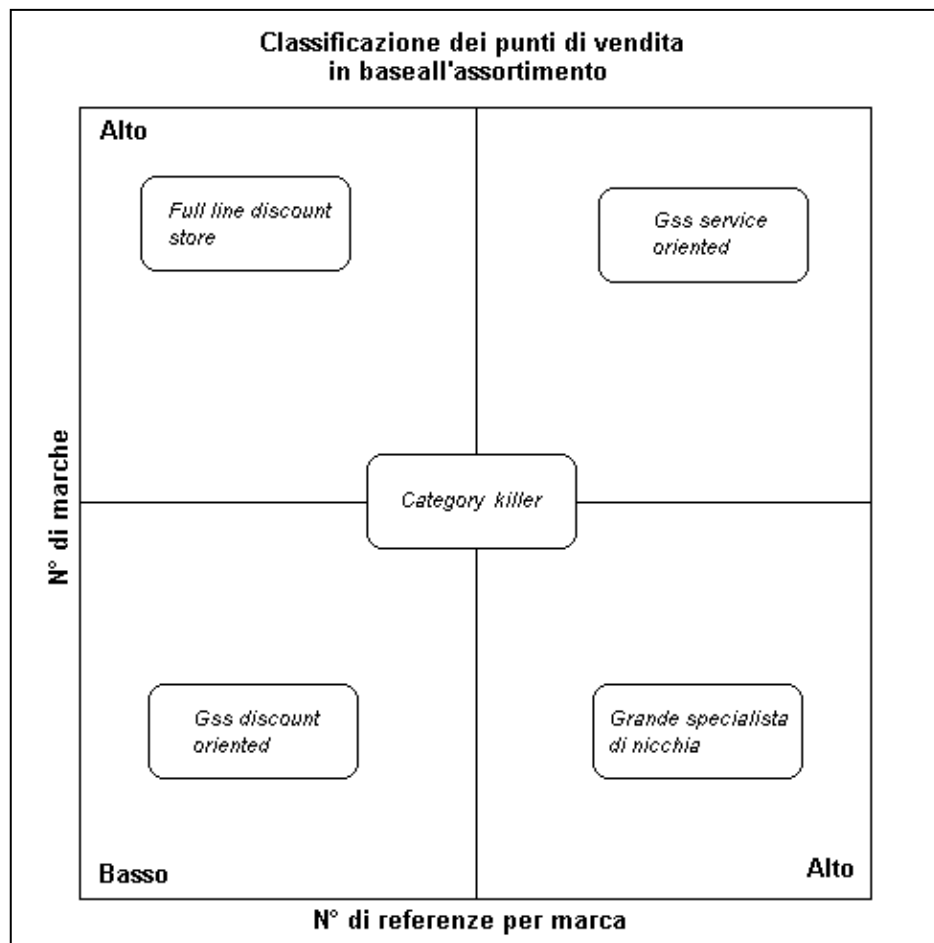 Classificazione dei punti di vendita
in baseall'assortimento
Alto
Full line discount
store
Gss service
oriented
N° di marche
Category killer
Gss discount
oriented
Grande specialista
di nicchia
Basso
Alto
N° di referenze per marca